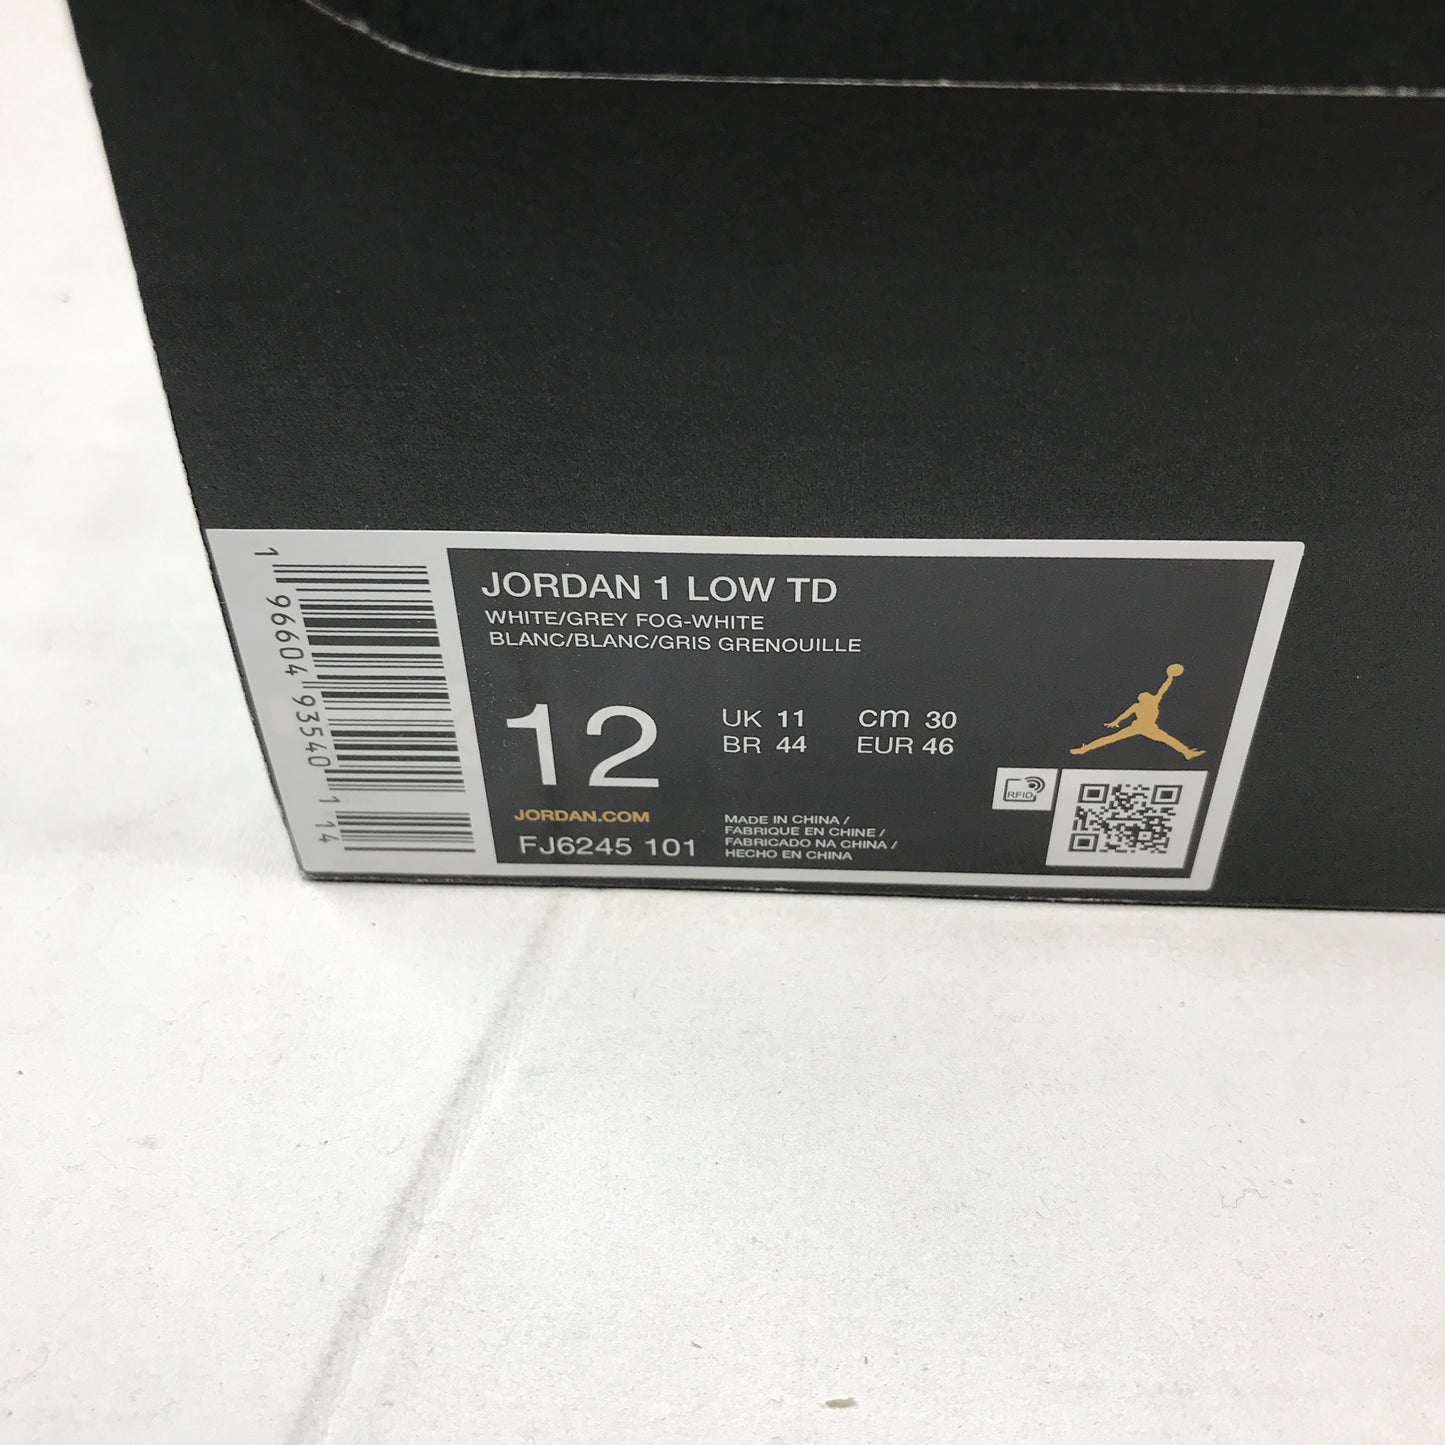 JORDAN 1 LOW TD
WHITE/GREY FOG-WHITE
BLANC/BLANC/GRIS GRENOUILLE
12
UK 11 cm 30
BR 44 EUR 46
JORDAN.COM
FJ6245 101
MADE IN CHINA /
FABRIQUE EN CHINE /
FABRICADO NA CHINA /
HECHO EN CHINA
RFID
1 96604 93540 1 14